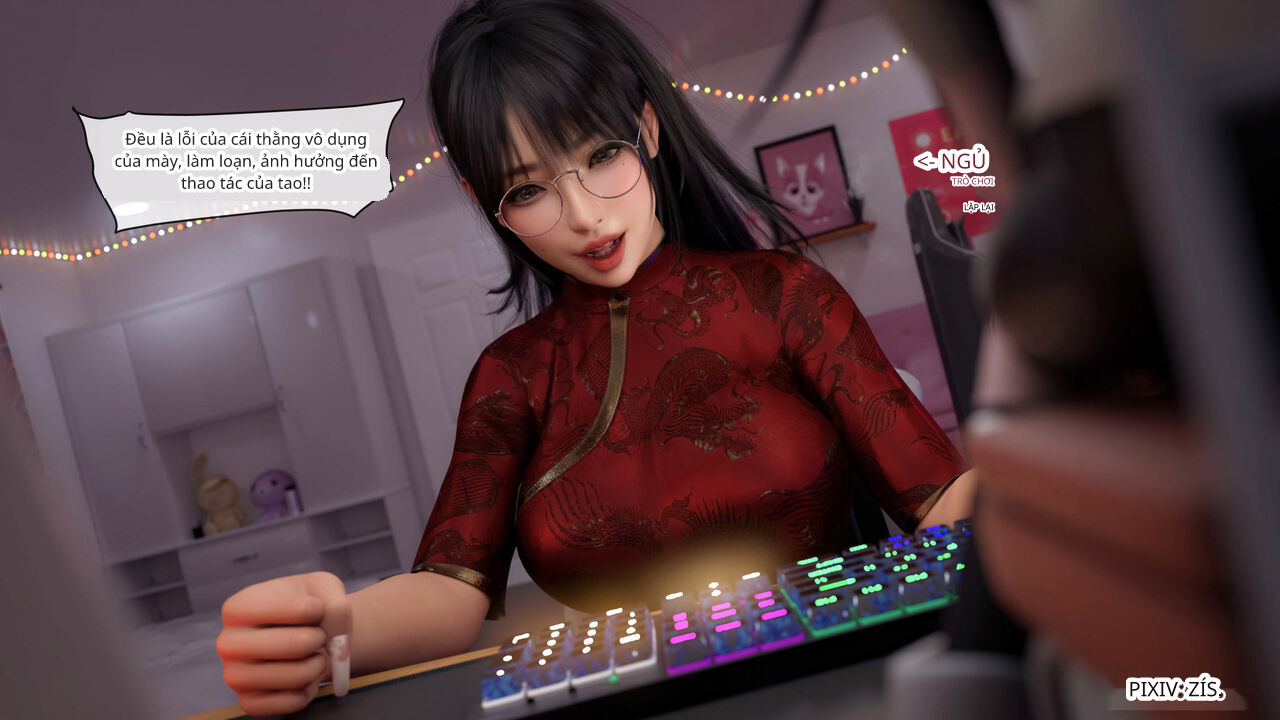 Đều là lỗi của cái thằng vô dụng
của mày, làm loạn, ảnh hưởng đến
thao tác của tao!!
<- NGỦ
TRÒ CHƠI
LẶP LẠI
PIXIV: ZÍS.